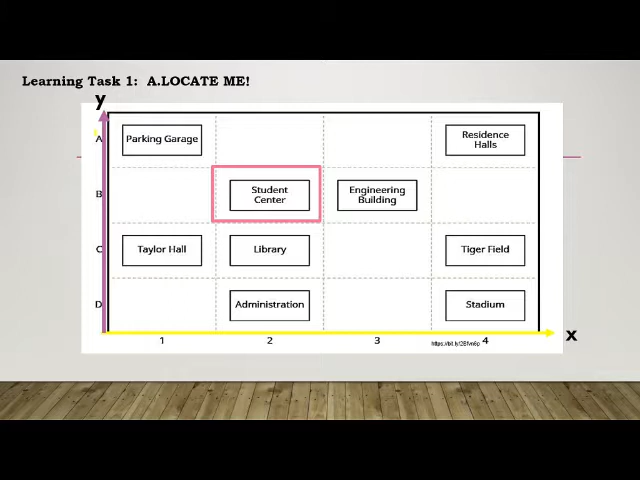 Learning Task 1: A.LOCATE ME!
y
A
Parking Garage
Residence
Halls
B
Student
Center
Engineering
Building
C
Taylor Hall
Library
Tiger Field
D
Administration
Stadium
x
1
2
3
4